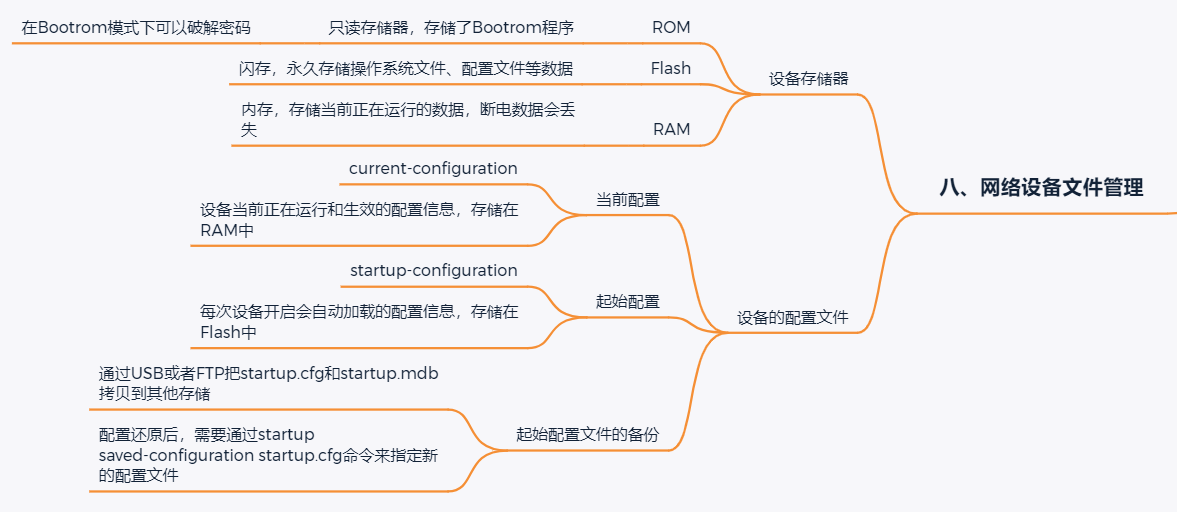 八、网络设备文件管理
设备存储器
ROM
只读存储器，存储了Bootrom程序
在Bootrom模式下可以破解密码
Flash
闪存，永久存储操作系统文件、配置文件等数据
RAM
内存，存储当前正在运行的数据，断电数据会丢
失
设备的配置文件
当前配置
current-configuration
设备当前正在运行和生效的配置信息，存储在
RAM中
起始配置
startup-configuration
每次设备开启会自动加载的配置信息，存储在
Flash中
起始配置文件的备份
通过USB或者FTP把startup.cfg和startup.mdb
拷贝到其他存储
配置还原后，需要通过startup
saved-configuration startup.cfg命令来指定新
的配置文件